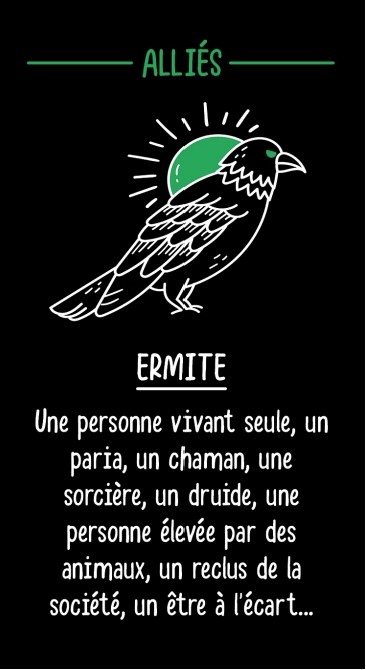 ALLIÉS
ERMITE
Une personne vivant seule, un
paria, un chaman, une
sorcière, un druide, une
personne élevée par des
animaux, un reclus de la
société, un être à l'écart...